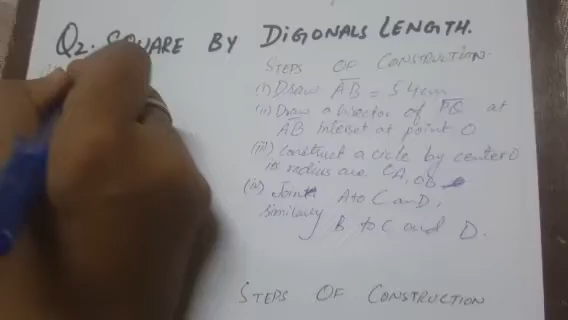 Q2. SQUARE BY DIGONALS LENGTH.
STEPS OF CONSTRUCTION.
(i) Draw AB = 5.4cm
(ii) Draw a bisector of PQ at
AB interset at point O
(iii) construct a circle by center O
its radius are OA, OB
(iv) Joint A to C and D,
similarly B to C and D.
STEPS OF CONSTRUCTION